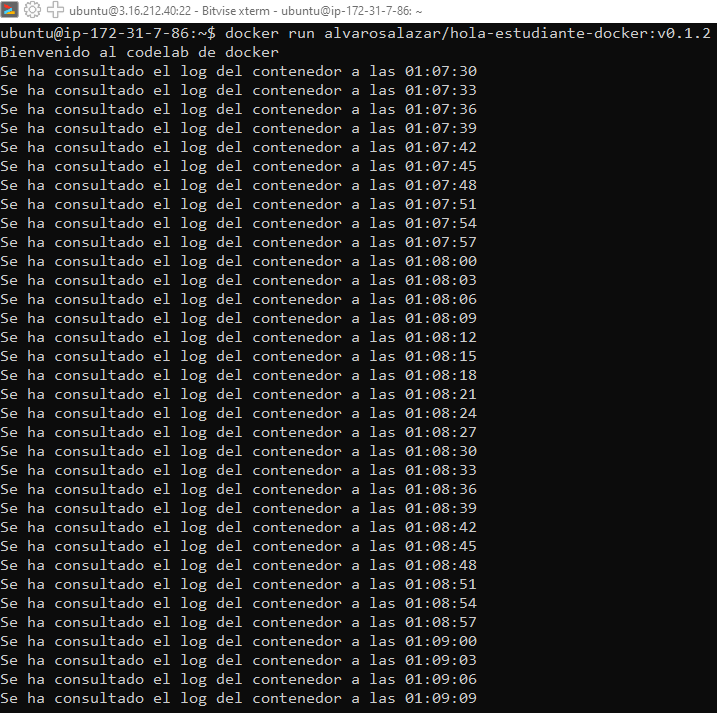 ubuntu@3.16.212.40:22 - Bitvise xterm - ubuntu@ip-172-31-7-86: ~
ubuntu@ip-172-31-7-86:~$ docker run alvarosalazar/hola-estudiante-docker:v0.1.2
Bienvenido al codelab de docker
Se ha consultado el log del contenedor a las 01:07:30
Se ha consultado el log del contenedor a las 01:07:33
Se ha consultado el log del contenedor a las 01:07:36
Se ha consultado el log del contenedor a las 01:07:39
Se ha consultado el log del contenedor a las 01:07:42
Se ha consultado el log del contenedor a las 01:07:45
Se ha consultado el log del contenedor a las 01:07:48
Se ha consultado el log del contenedor a las 01:07:51
Se ha consultado el log del contenedor a las 01:07:54
Se ha consultado el log del contenedor a las 01:07:57
Se ha consultado el log del contenedor a las 01:08:00
Se ha consultado el log del contenedor a las 01:08:03
Se ha consultado el log del contenedor a las 01:08:06
Se ha consultado el log del contenedor a las 01:08:09
Se ha consultado el log del contenedor a las 01:08:12
Se ha consultado el log del contenedor a las 01:08:15
Se ha consultado el log del contenedor a las 01:08:18
Se ha consultado el log del contenedor a las 01:08:21
Se ha consultado el log del contenedor a las 01:08:24
Se ha consultado el log del contenedor a las 01:08:27
Se ha consultado el log del contenedor a las 01:08:30
Se ha consultado el log del contenedor a las 01:08:33
Se ha consultado el log del contenedor a las 01:08:36
Se ha consultado el log del contenedor a las 01:08:39
Se ha consultado el log del contenedor a las 01:08:42
Se ha consultado el log del contenedor a las 01:08:45
Se ha consultado el log del contenedor a las 01:08:48
Se ha consultado el log del contenedor a las 01:08:51
Se ha consultado el log del contenedor a las 01:08:54
Se ha consultado el log del contenedor a las 01:08:57
Se ha consultado el log del contenedor a las 01:09:00
Se ha consultado el log del contenedor a las 01:09:03
Se ha consultado el log del contenedor a las 01:09:06
Se ha consultado el log del contenedor a las 01:09:09